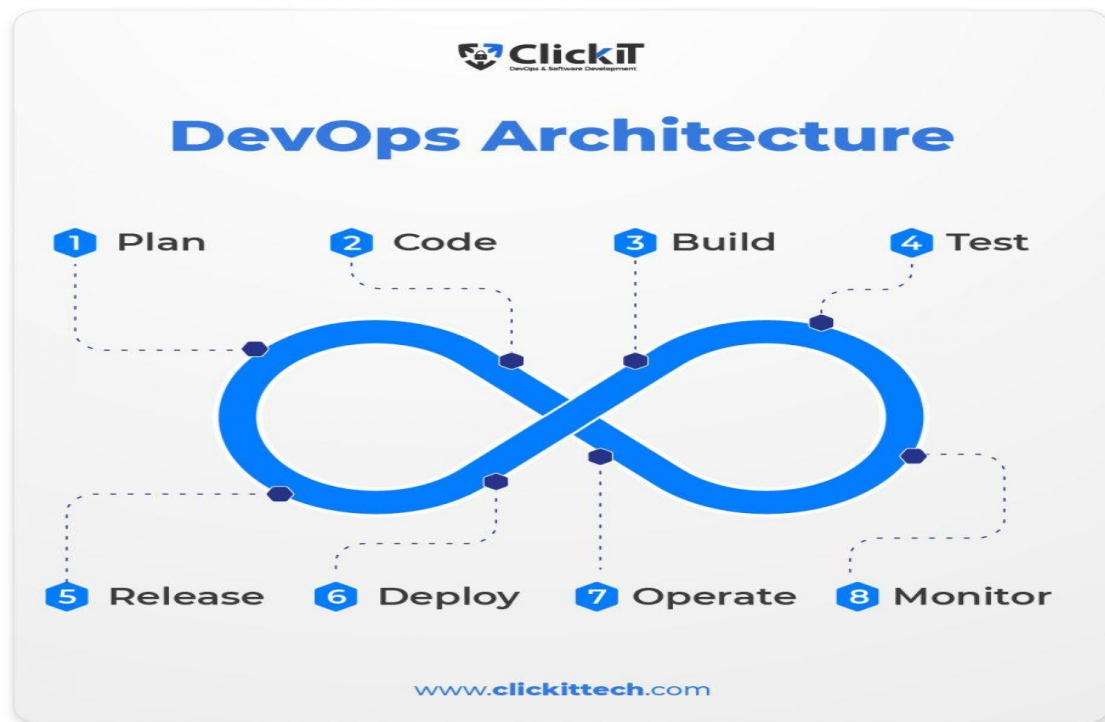 ClickiT
DevOps & Software Development
DevOps Architecture
1 Plan
2 Code
3 Build
4 Test
5 Release
6 Deploy
7 Operate
8 Monitor
www.clickittech.com